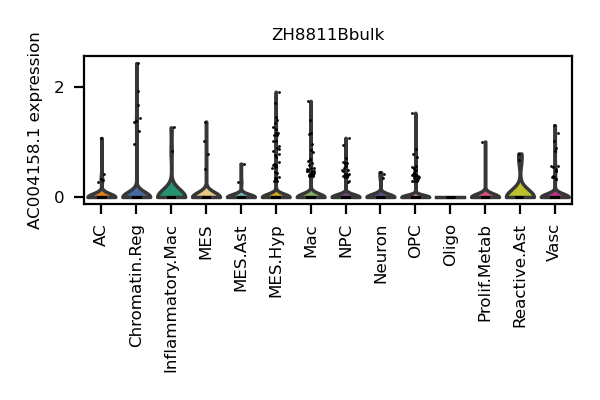 ZH8811Bbulk
AC004158.1 expression
2
0
AC
Chromatin.Reg
Inflammatory.Mac
MES
MES.Ast
MES.Hyp
Mac
NPC
Neuron
OPC
Oligo
Prolif.Metab
Reactive.Ast
Vasc